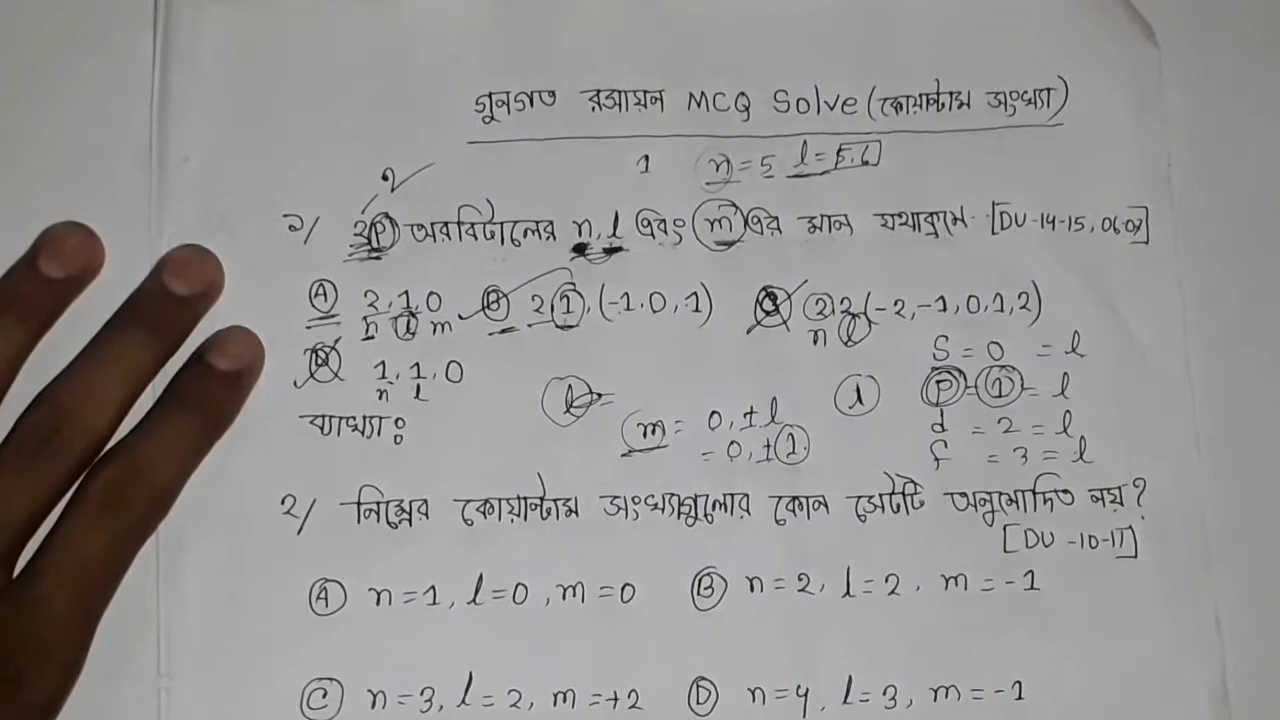 গুনগত রসায়ন MCQ Solve (কোয়ান্টাম সংখ্যা)
1 n=5 l=5.6
2
১/ 2P অরবিটালের n, l এবং m এর মান যথাক্রমে- [DU-14-15, 06-07]
Ⓐ 2,1,0 Ⓑ 2 1, (-1,0,1) Ⓒ 2 2 (-2,-1,0,1,2)
n l m n l
Ⓓ 1,1,0
n l
S = 0 = l
P - 1 - l
d = 2 = l
f = 3 = l
l
ব্যাখ্যাঃ
m = 0, ± l
= 0, ± 1
২/ নিম্নের কোয়ান্টাম সংখ্যাগুলোর কোন সেটটি অনুমোদিত নয়?
[DU -10-11]
Ⓐ n=1, l=0, m=0 Ⓑ n=2, l=2, m=-1
Ⓒ n=3, l=2, m=+2 Ⓓ n=4, l=3, m=-1